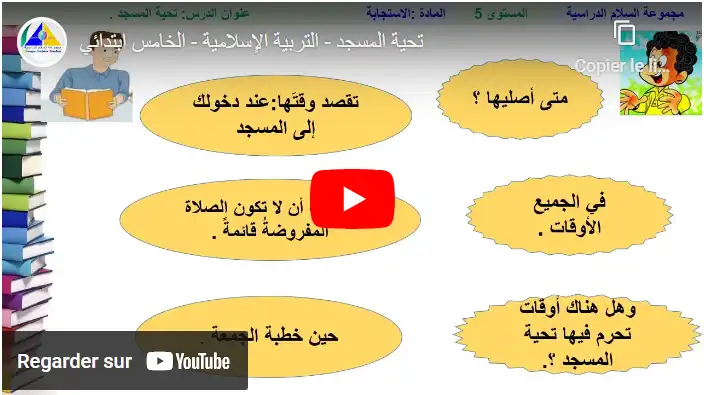 مجموعة السلام الدراسية
المستوى 5
المادة :الاستجابة
عنوان الدرس: تحية المسجد .
تحية المسجد - التربية الإسلامية - الخامس ابتدائي
Copier le li...
متى أصليها ؟
تقصد وقتَها:عند دخولك
إلى المسجد
في الجميع
الأوقات .
أن لا تكون الصلاة
المفروضةُ قائمةً .
وهل هناك أوقات
تحرم فيها تحية
المسجد ؟.
حين خطبة الجمعة .
Regarder sur YouTube